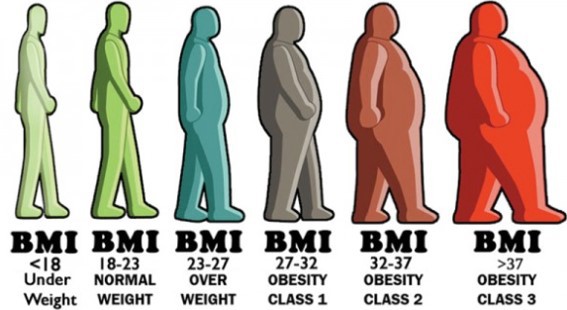 BMI
<18
Under
Weight
BMI
18-23
NORMAL
WEIGHT
BMI
23-27
OVER
WEIGHT
BMI
27-32
OBESITY
CLASS 1
BMI
32-37
OBESITY
CLASS 2
BMI
>37
OBESITY
CLASS 3